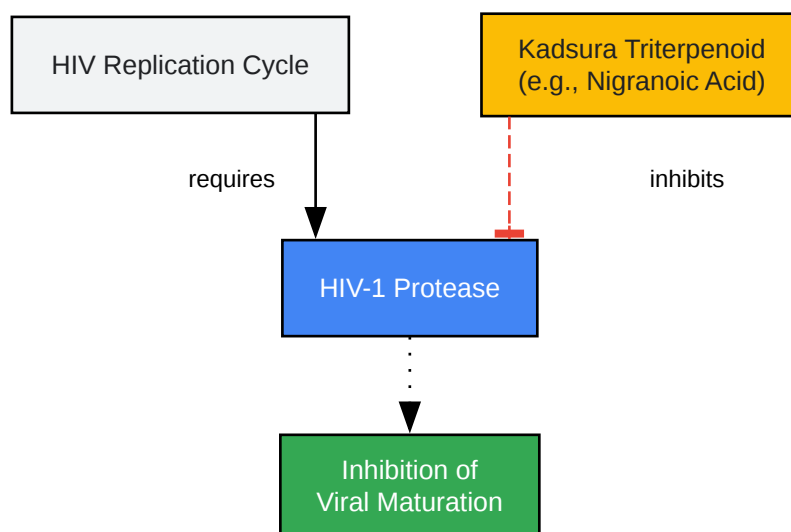 HIV Replication Cycle
Kadsura Triterpenoid
(e.g., Nigranoic Acid)
requires
inhibits
HIV-1 Protease
Inhibition of
Viral Maturation